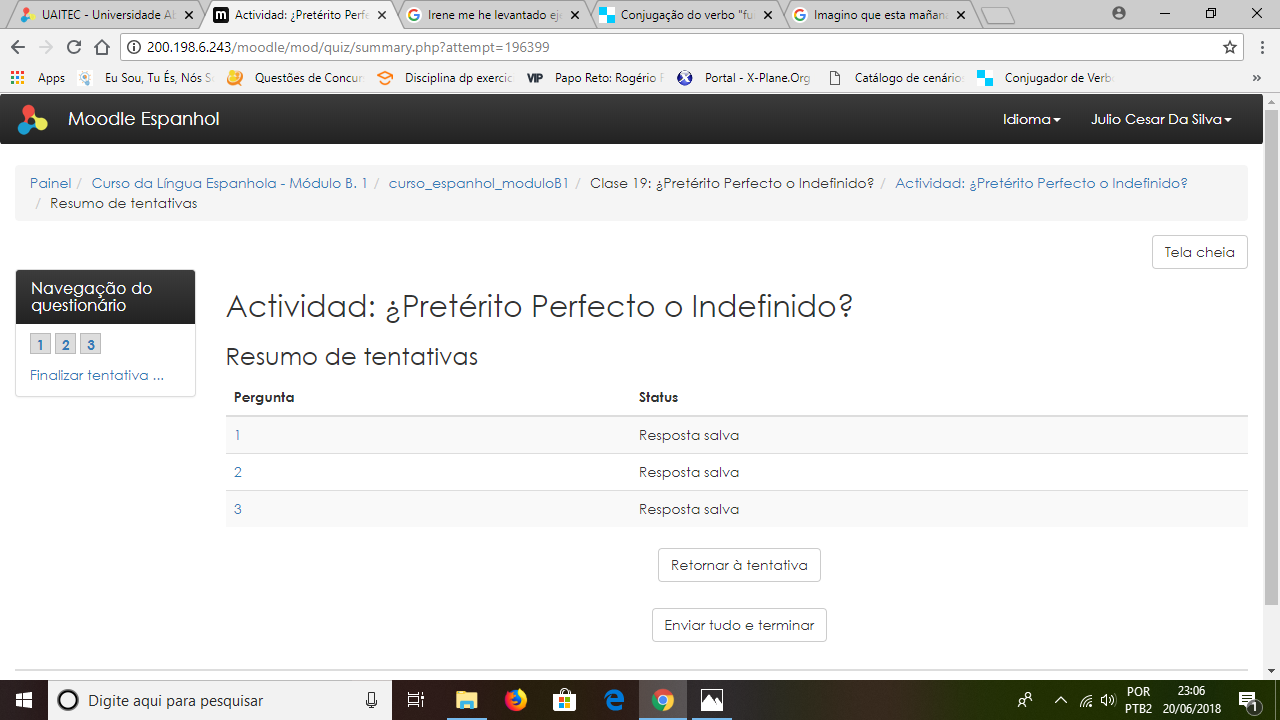 UAITEC - Universidade Ab
Actividad: ¿Pretérito Perfe
Irene me he levantado eje
Conjugação do verbo "fu
Imagino que esta mañana
200.198.6.243/moodle/mod/quiz/summary.php?attempt=196399
Apps
Eu Sou, Tu És, Nós S
Questões de Concur
Disciplina dp exercic
VIP Papo Reto: Rogério F
Portal - X-Plane.Org
Catálogo de cenário
Conjugador de Verb
»
Moodle Espanhol
Idioma
Julio Cesar Da Silva
Painel / Curso da Língua Espanhola - Módulo B. 1 / curso_espanhol_moduloB1 / Clase 19: ¿Pretérito Perfecto o Indefinido? / Actividad: ¿Pretérito Perfecto o Indefinido?
/ Resumo de tentativas
Tela cheia
Navegação do
questionário
1 2 3
Finalizar tentativa ...
Actividad: ¿Pretérito Perfecto o Indefinido?
Resumo de tentativas
Pergunta Status
1 Resposta salva
2 Resposta salva
3 Resposta salva
Retornar à tentativa
Enviar tudo e terminar
Digite aqui para pesquisar
POR
PTB2
23:06
20/06/2018
1